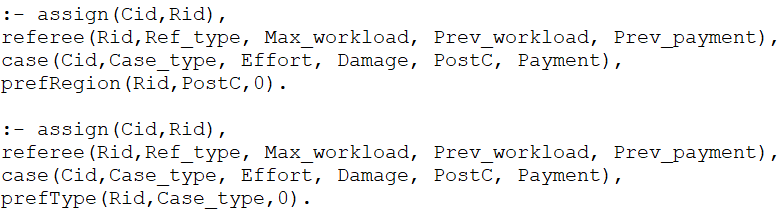 :- assign(Cid,Rid),
referee(Rid,Ref_type, Max_workload, Prev_workload, Prev_payment),
case(Cid,Case_type, Effort, Damage, PostC, Payment),
prefRegion(Rid,PostC,0).
:- assign(Cid,Rid),
referee(Rid,Ref_type, Max_workload, Prev_workload, Prev_payment),
case(Cid,Case_type, Effort, Damage, PostC, Payment),
prefType(Rid,Case_type,0).